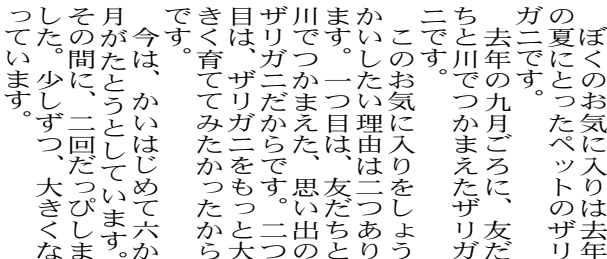 ぼくのお気に入りは去年
の夏にとったペットのザリ
ガニです。
去年の九月ごろに、友だ
ちと川でつかまえたザリガ
ニです。
このお気に入りをしょう
かいしたい理由は二つあり
ます。一つ目は、友だちと
川でつかまえた、思い出の
ザリガニだからです。二つ
目は、ザリガニをもっと大
きく育ててみたかったから
です。
今は、かいはじめて六か
月がたとうとしています。
その間に、二回だっぴしま
した。少しずつ、大きくな
っています。